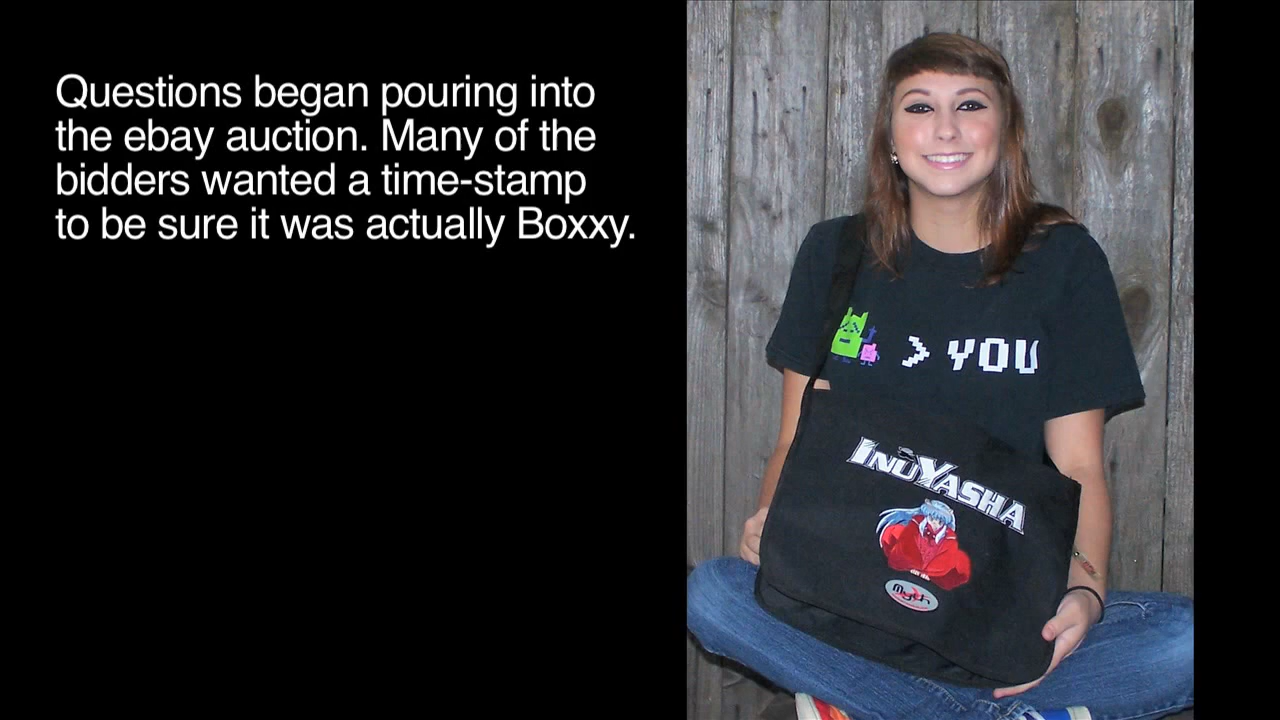 Questions began pouring into
the ebay auction. Many of the
bidders wanted a time-stamp
to be sure it was actually Boxxy.
> YOU
INUYASHA
Myth